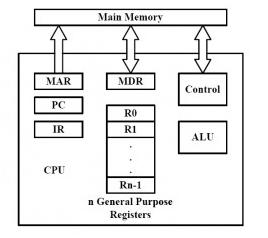 Main Memory
MAR
MDR
Control
PC
R0
IR
R1
ALU
.
.
.
CPU
Rn-1
n General Purpose
Registers